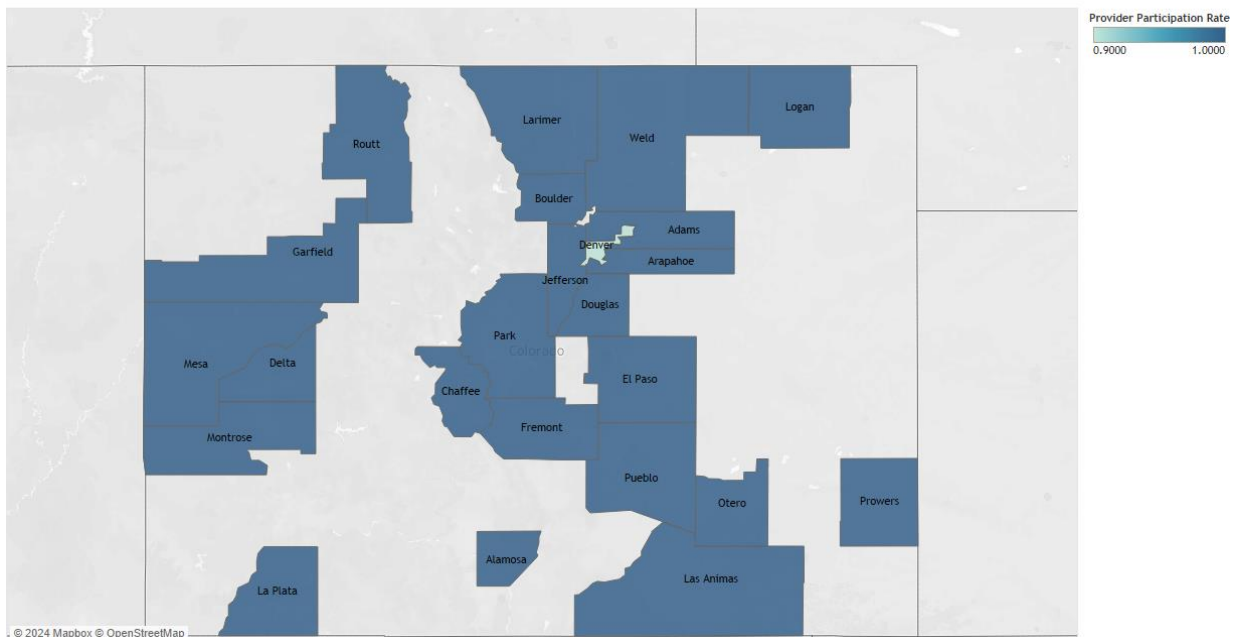 Provider Participation Rate
0.9000 1.0000
Logan
Larimer
Weld
Routt
Boulder
Adams
Denver
Garfield
Arapahoe
Jefferson
Douglas
Park
Colorado
Mesa
Delta
El Paso
Chaffee
Fremont
Montrose
Pueblo
Otero
Prowers
Alamosa
Las Animas
La Plata
© 2024 Mapbox © OpenStreetMap